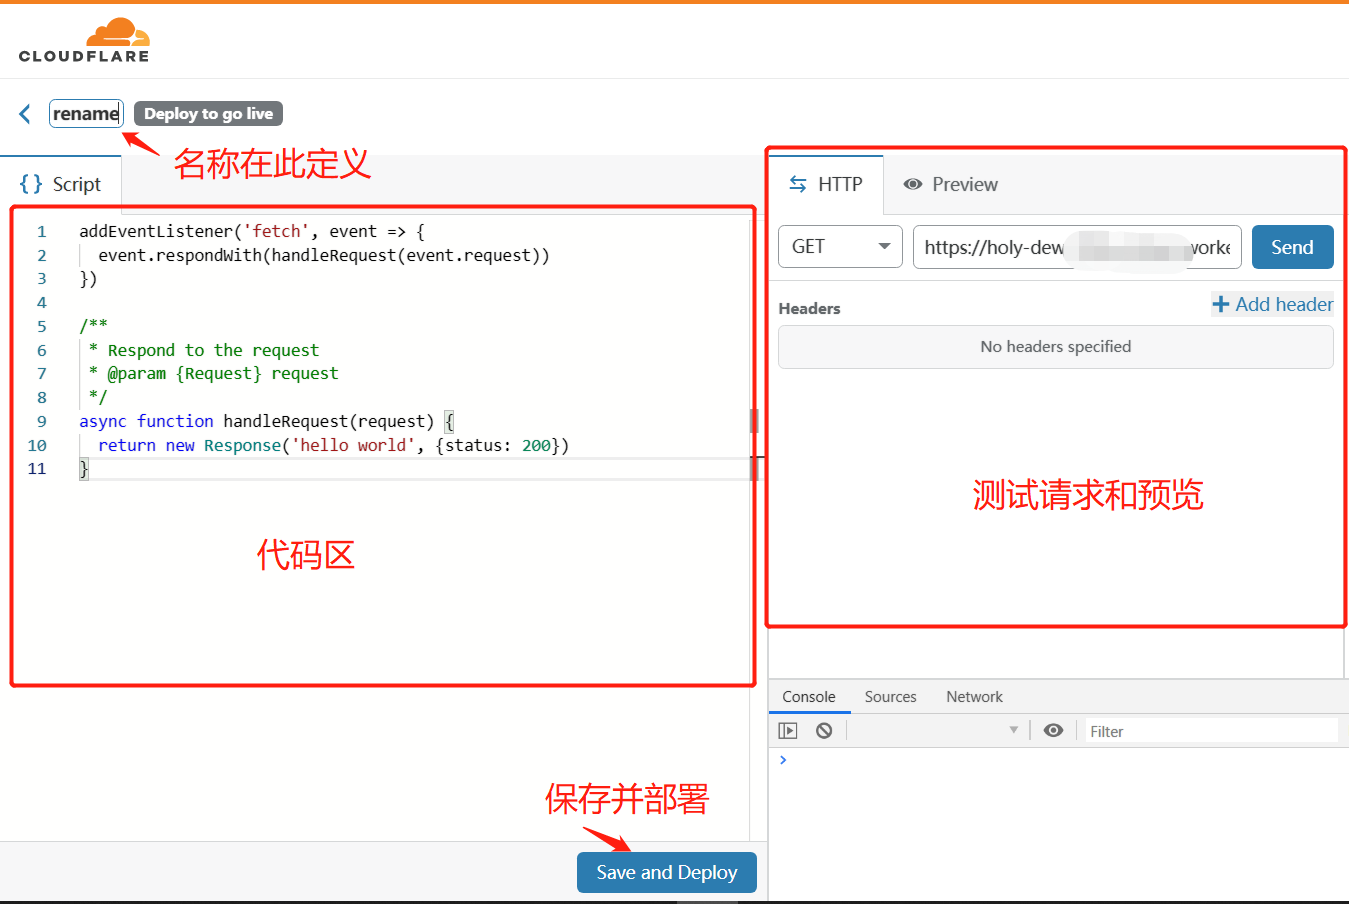 CLOUDFLARE
rename
Deploy to go live
名称在此定义
{ } Script
1 addEventListener('fetch', event => {
2 event.respondWith(handleRequest(event.request))
3 })
4
5 /**
6 * Respond to the request
7 * @param {Request} request
8 */
9 async function handleRequest(request) {
10 return new Response('hello world', {status: 200})
11 }
代码区
保存并部署
Save and Deploy
HTTP
Preview
GET
https://holy-dew
worke
Send
Headers
Add header
No headers specified
测试请求和预览
Console Sources Network
Filter